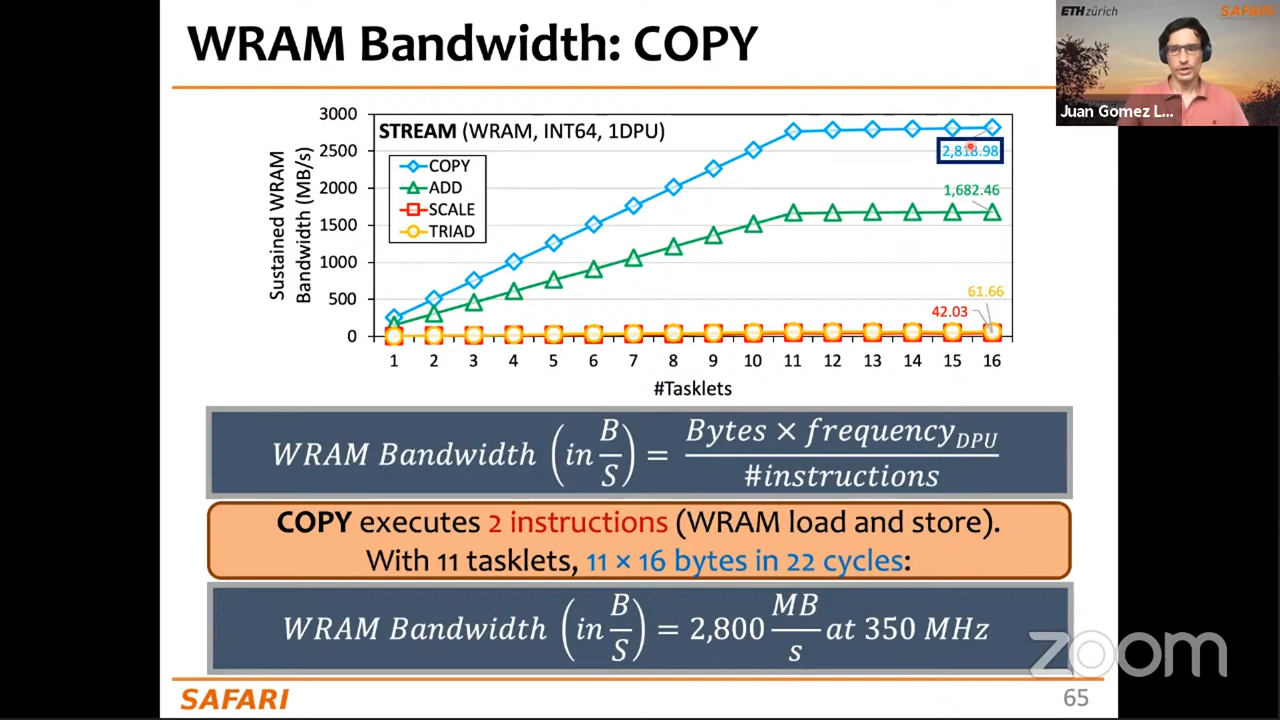 WRAM Bandwidth: COPY
ETHzürich
SAFARI
Juan Gomez L...
STREAM (WRAM, INT64, 1DPU)
Sustained WRAM
Bandwidth (MB/s)
3000
2500
2000
1500
1000
500
0
COPY
ADD
SCALE
TRIAD
2,818.98
1,682.46
61.66
42.03
1 2 3 4 5 6 7 8 9 10 11 12 13 14 15 16
#Tasklets
WRAM Bandwidth (in B/S) = Bytes × frequency_DPU / #instructions
COPY executes 2 instructions (WRAM load and store).
With 11 tasklets, 11 × 16 bytes in 22 cycles:
WRAM Bandwidth (in B/S) = 2,800 MB/s at 350 MHz
zoom
SAFARI
65